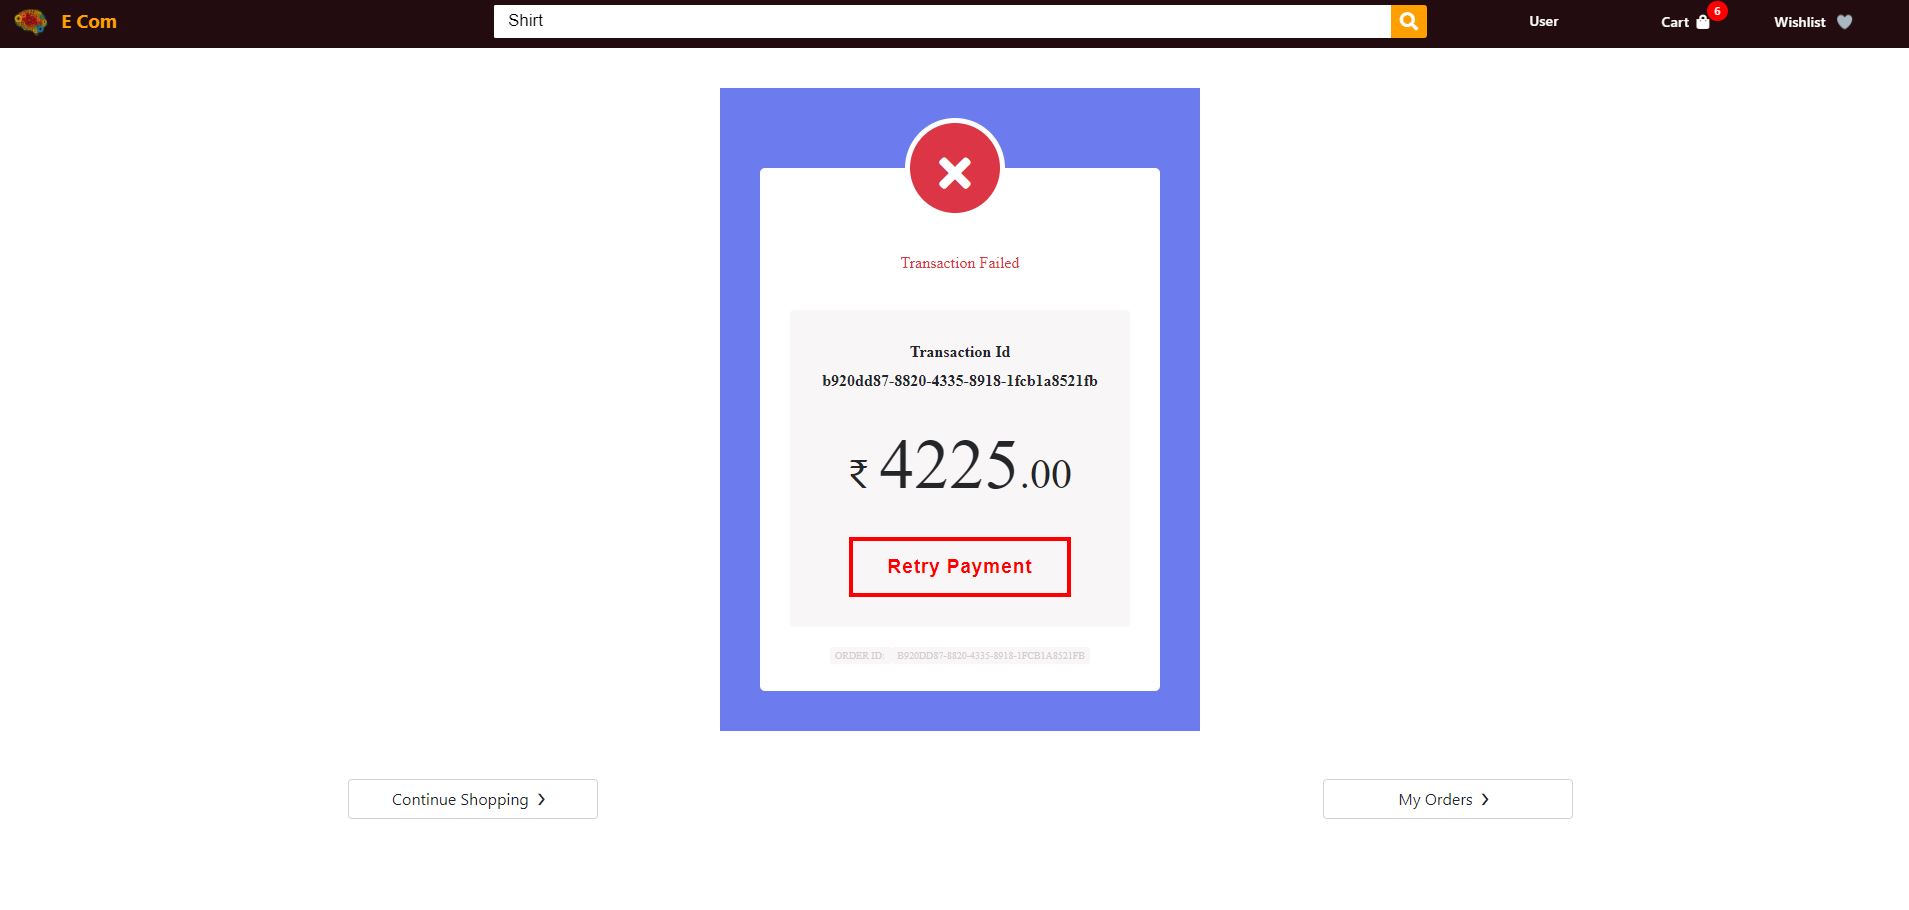 E Com
Shirt
User
Cart 6
Wishlist
Transaction Failed
Transaction Id
b920dd87-8820-4335-8918-1fcb1a8521fb
₹ 4225.00
Retry Payment
ORDER ID: B920DD87-8820-4335-8918-1FCB1A8521FB
Continue Shopping
My Orders